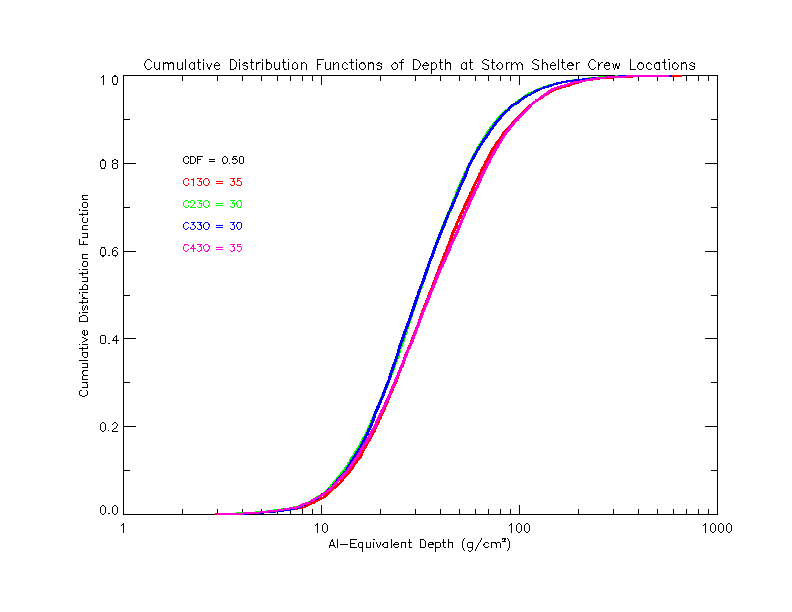 Cumulative Distribution Functions of Depth at Storm Shelter Crew Locations
1.0
0.8
0.6
0.4
0.2
0.0
Cumulative Distribution Function
CDF = 0.50
C130 = 35
C230 = 30
C330 = 30
C430 = 35
1 10 100 1000
Al-Equivalent Depth (g/cm²)